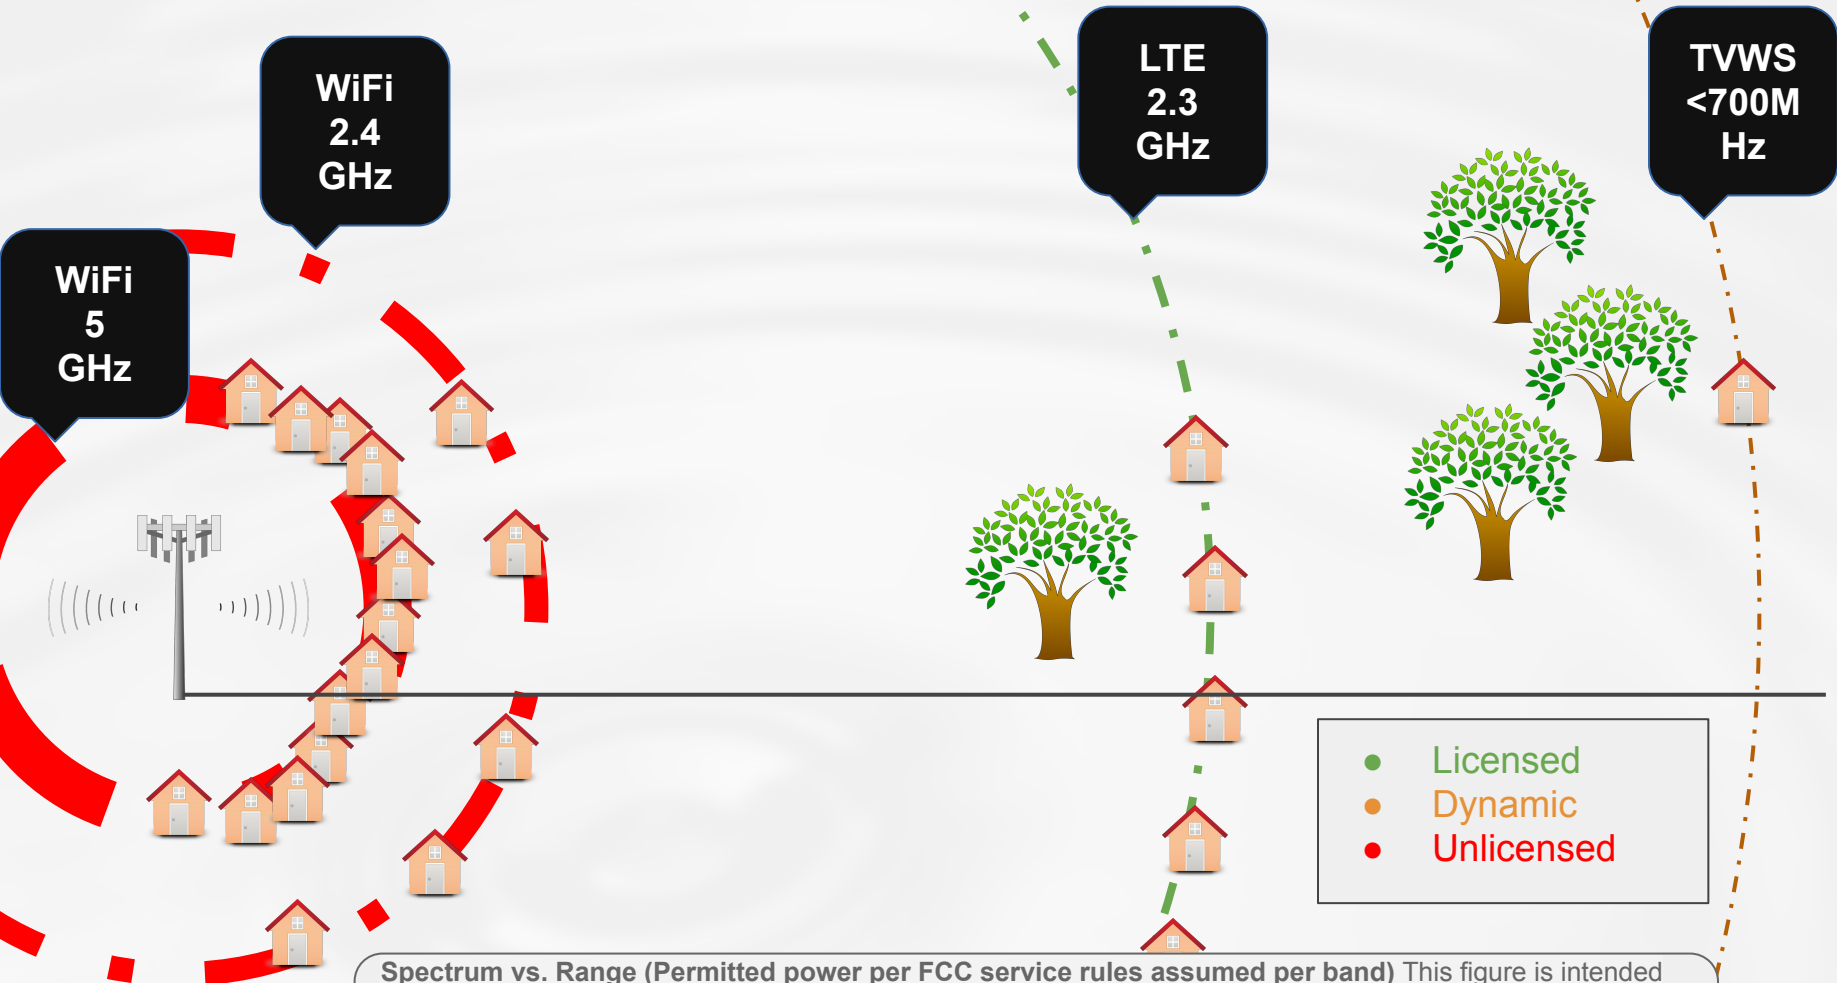 WiFi
2.4
GHz
LTE
2.3
GHz
TVWS
<700M
Hz
WiFi
5
GHz
Licensed
Dynamic
Unlicensed
Spectrum vs. Range (Permitted power per FCC service rules assumed per band) This figure is intended